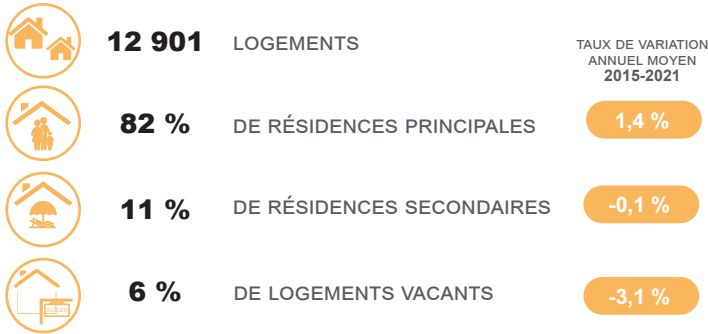 12 901 LOGEMENTS
TAUX DE VARIATION
ANNUEL MOYEN
2015-2021
82 % DE RÉSIDENCES PRINCIPALES 1,4 %
11 % DE RÉSIDENCES SECONDAIRES -0,1 %
6 % DE LOGEMENTS VACANTS -3,1 %